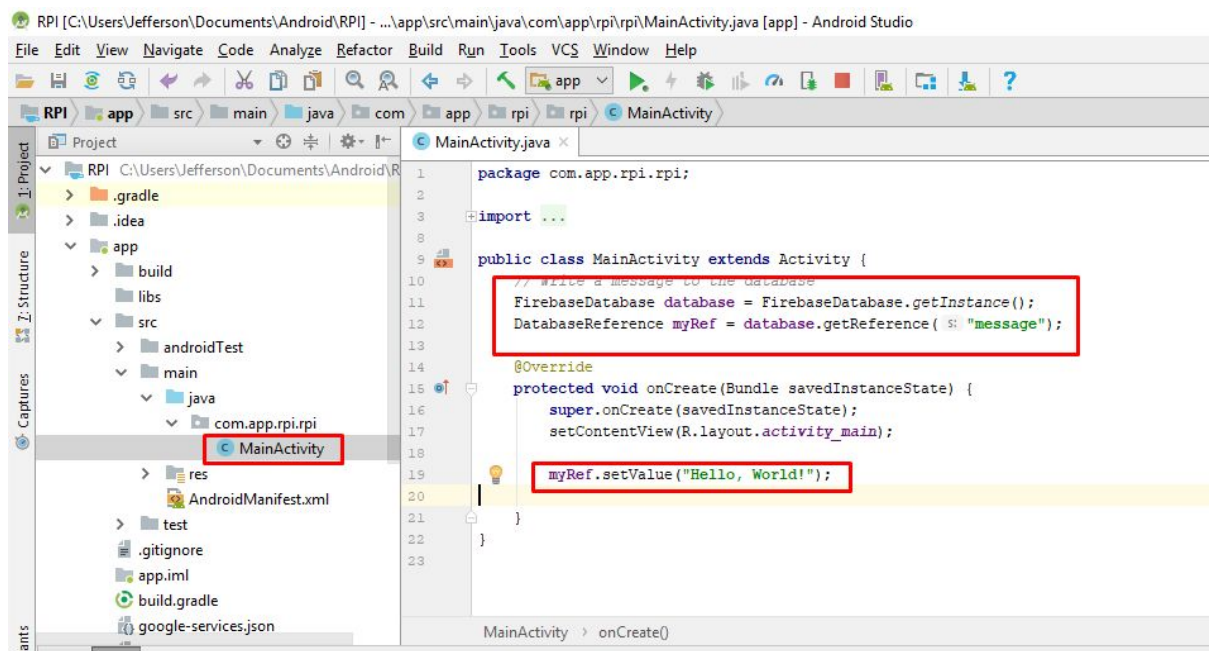 RPI [C:\Users\Jefferson\Documents\Android\RPI] - ...\app\src\main\java\com\app\rpi\rpi\MainActivity.java [app] - Android Studio
File Edit View Navigate Code Analyze Refactor Build Run Tools VCS Window Help
app
RPI app src main java com app rpi rpi MainActivity
Project
MainActivity.java
1: Project
Z: Structure
Captures
RPI C:\Users\Jefferson\Documents\Android\R
.gradle
.idea
app
build
libs
src
androidTest
main
java
com.app.rpi.rpi
MainActivity
res
AndroidManifest.xml
test
.gitignore
app.iml
build.gradle
google-services.json
1 package com.app.rpi.rpi;
2
3 import ...
8
9 public class MainActivity extends Activity {
10 // Write a message to the database
11 FirebaseDatabase database = FirebaseDatabase.getInstance();
12 DatabaseReference myRef = database.getReference( s: "message");
13
14 @Override
15 protected void onCreate(Bundle savedInstanceState) {
16 super.onCreate(savedInstanceState);
17 setContentView(R.layout.activity_main);
18
19 myRef.setValue("Hello, World!");
20
21 }
22 }
23
MainActivity > onCreate()